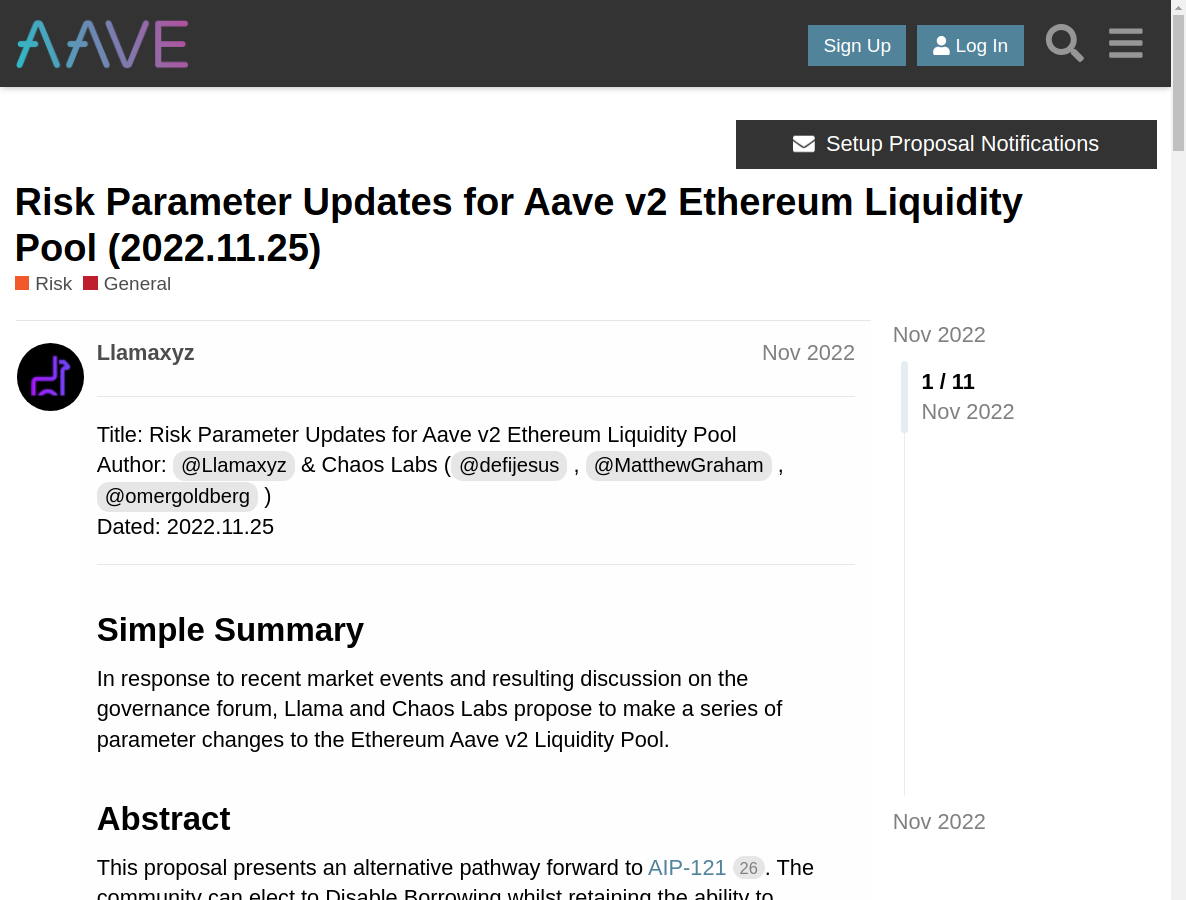 AAVE
Sign Up
Log In
Setup Proposal Notifications
Risk Parameter Updates for Aave v2 Ethereum Liquidity
Pool (2022.11.25)
Risk General
Llamaxyz Nov 2022
Nov 2022
1 / 11
Nov 2022
Title: Risk Parameter Updates for Aave v2 Ethereum Liquidity Pool
Author: @Llamaxyz & Chaos Labs (@defijesus , @MatthewGraham ,
@omergoldberg )
Dated: 2022.11.25
Simple Summary
In response to recent market events and resulting discussion on the
governance forum, Llama and Chaos Labs propose to make a series of
parameter changes to the Ethereum Aave v2 Liquidity Pool.
Abstract
Nov 2022
This proposal presents an alternative pathway forward to AIP-121 26. The
community can elect to Disable Borrowing whilst retaining the ability to